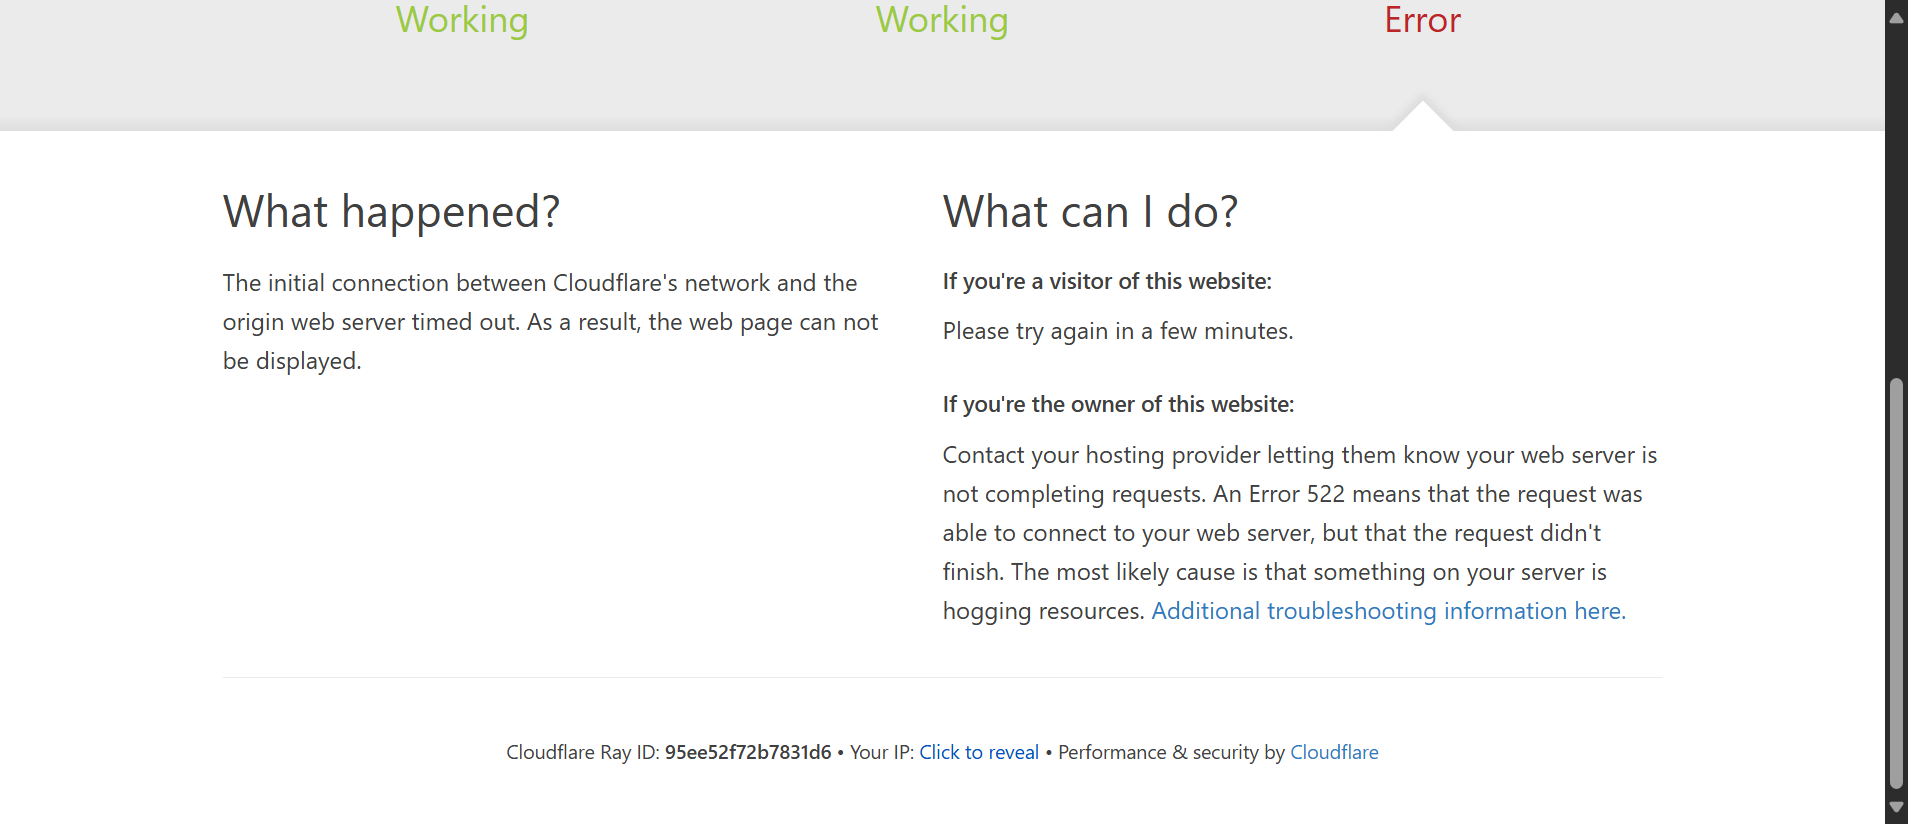 Working
Working
Error
What happened?
The initial connection between Cloudflare's network and the
origin web server timed out. As a result, the web page can not
be displayed.
What can I do?
If you're a visitor of this website:
Please try again in a few minutes.
If you're the owner of this website:
Contact your hosting provider letting them know your web server is
not completing requests. An Error 522 means that the request was
able to connect to your web server, but that the request didn't
finish. The most likely cause is that something on your server is
hogging resources. Additional troubleshooting information here.
Cloudflare Ray ID: 95ee52f72b7831d6 • Your IP: Click to reveal • Performance & security by Cloudflare